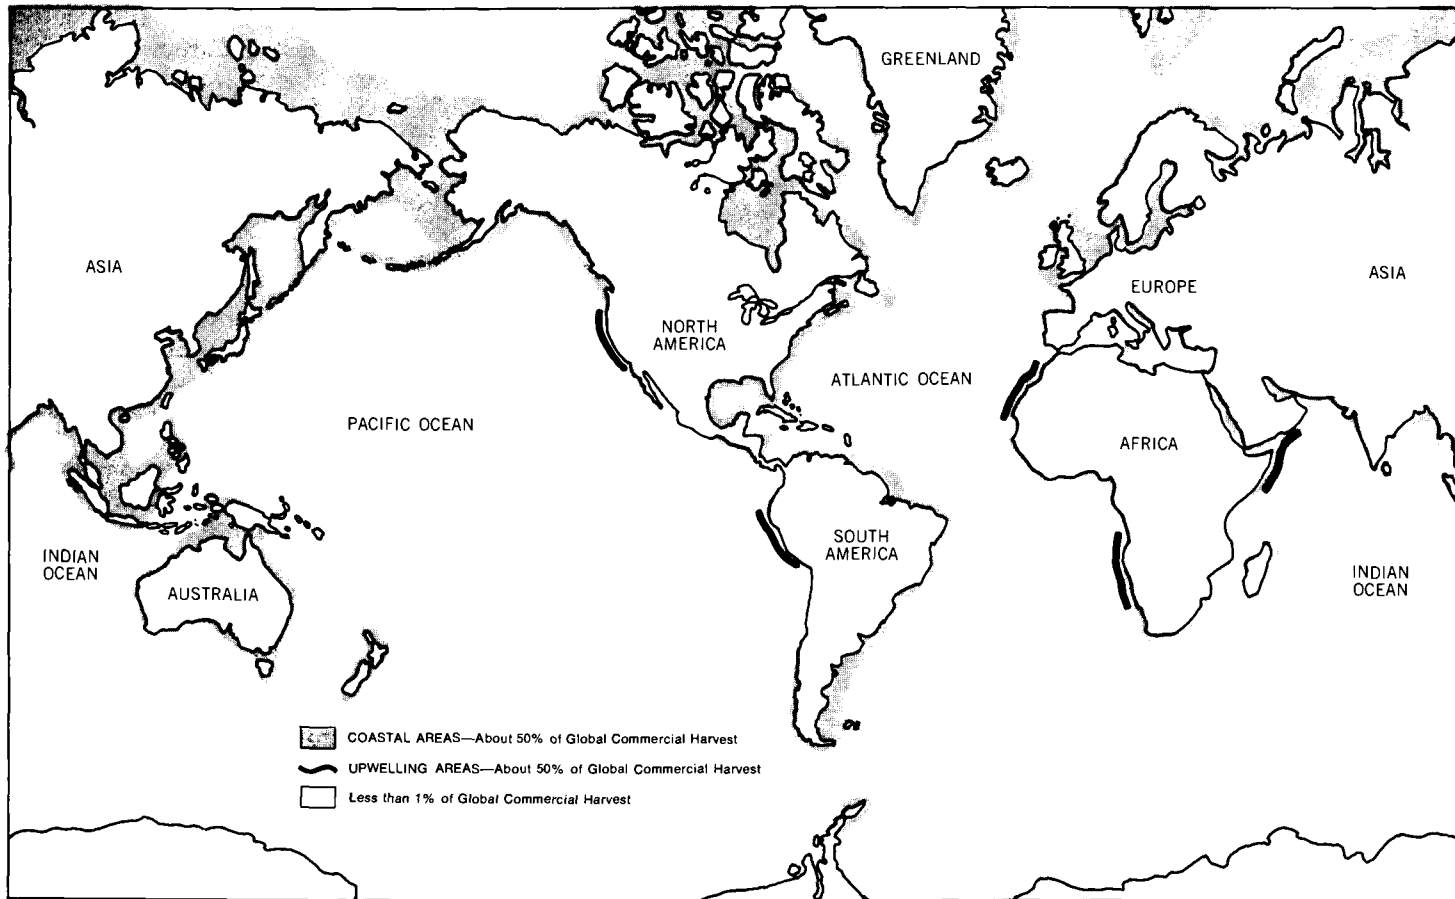 GREENLAND
ASIA
EUROPE
ASIA
NORTH
AMERICA
ATLANTIC OCEAN
PACIFIC OCEAN
AFRICA
INDIAN
OCEAN
SOUTH
AMERICA
AUSTRALIA
INDIAN
OCEAN
COASTAL AREAS—About 50% of Global Commercial Harvest
UPWELLING AREAS—About 50% of Global Commercial Harvest
Less than 1% of Global Commercial Harvest